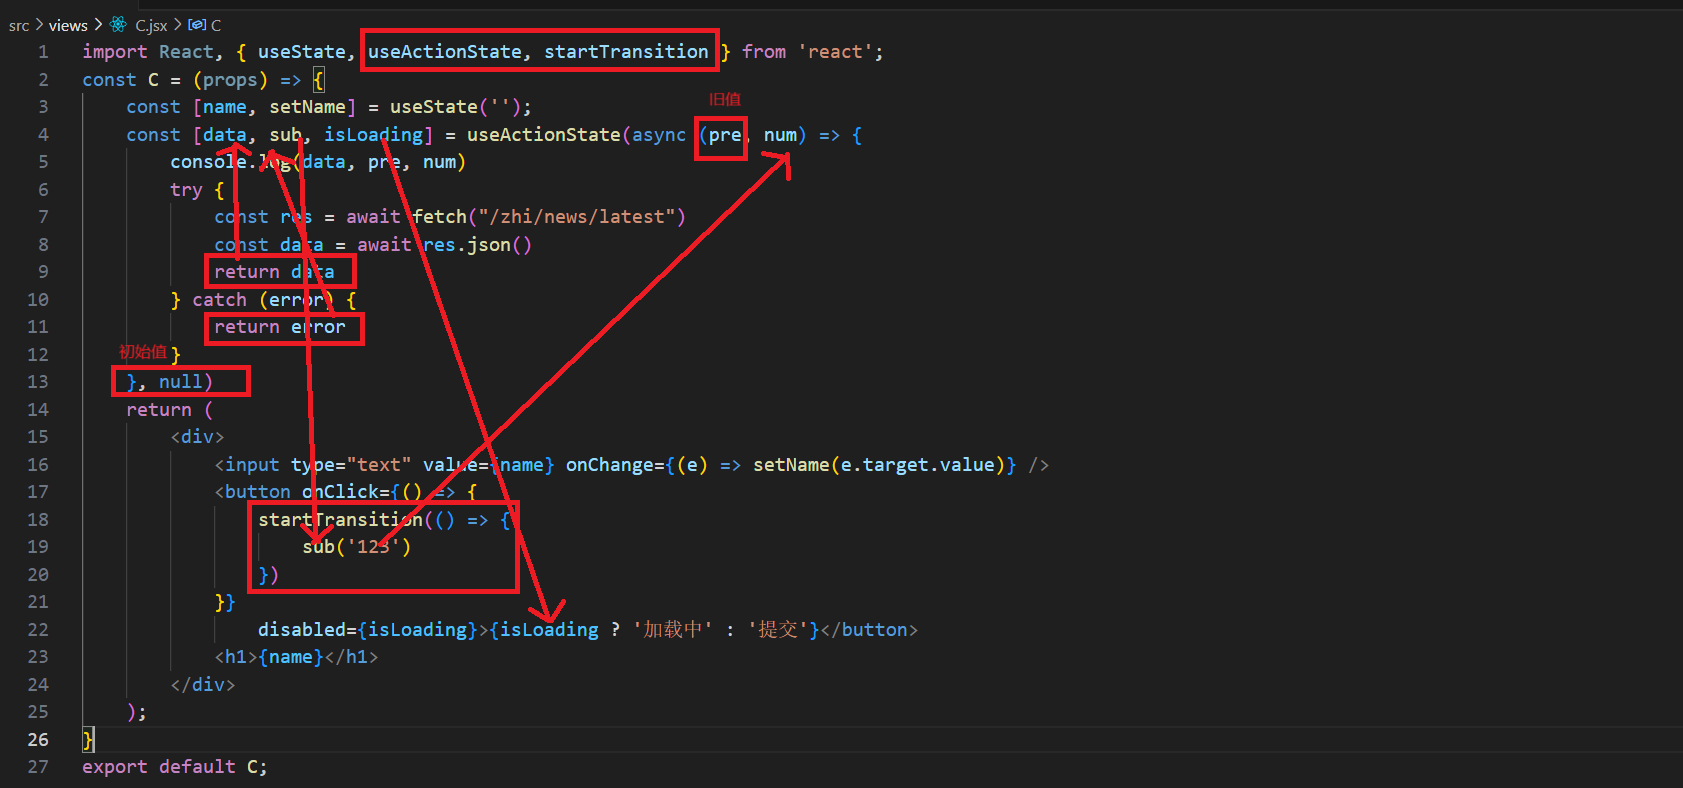 src > views > C.jsx > C
1 import React, { useState, useActionState, startTransition } from 'react';
2 const C = (props) => {
旧值
3 const [name, setName] = useState('');
4 const [data, sub, isLoading] = useActionState(async (pre, num) => {
5 console.log(data, pre, num)
6 try {
7 const res = await fetch("/zhi/news/latest")
8 const data = await res.json()
9 return data
10 } catch (error) {
11 return error
初始值
12 }
13 }, null)
14 return (
15 <div>
16 <input type="text" value={name} onChange={(e) => setName(e.target.value)} />
17 <button onClick={() => {
18 startTransition(() => {
19 sub('123')
20 })
21 }}
22 disabled={isLoading}>{isLoading ? '加载中' : '提交'}</button>
23 <h1>{name}</h1>
24 </div>
25 );
26 }
27 export default C;